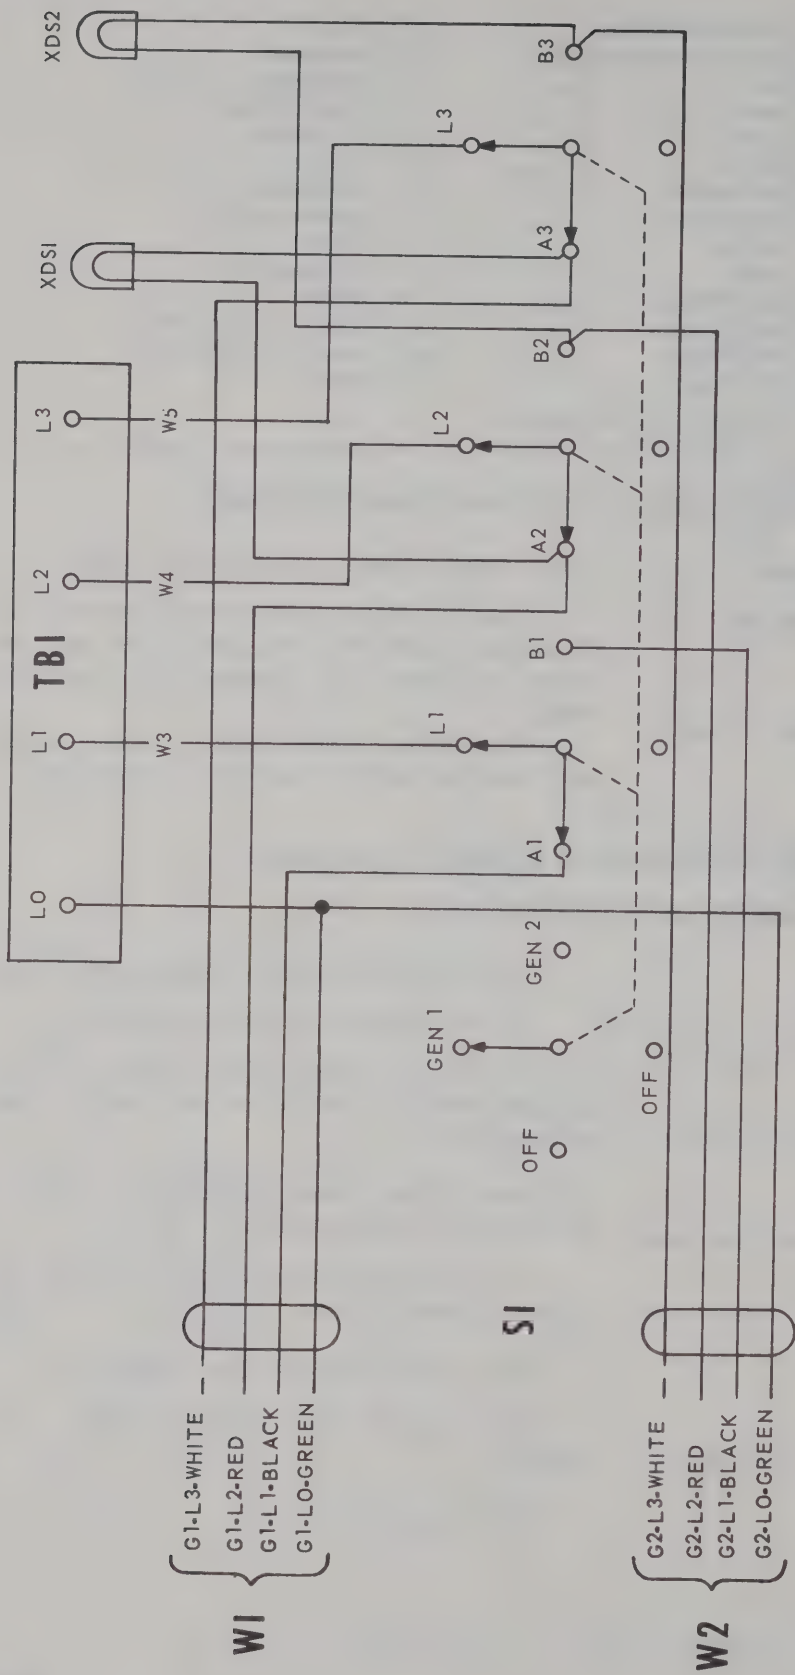 W1
G1-L3-WHITE
G1-L2-RED
G1-L1-BLACK
G1-LO-GREEN
W2
G2-L3-WHITE
G2-L2-RED
G2-L1-BLACK
G2-LO-GREEN
S1
OFF
GEN 1
GEN 2
OFF
TB1
LO
L1
L2
L3
W3
W4
W5
A1
L1
B1
A2
L2
B2
A3
L3
B3
XDS1
XDS2